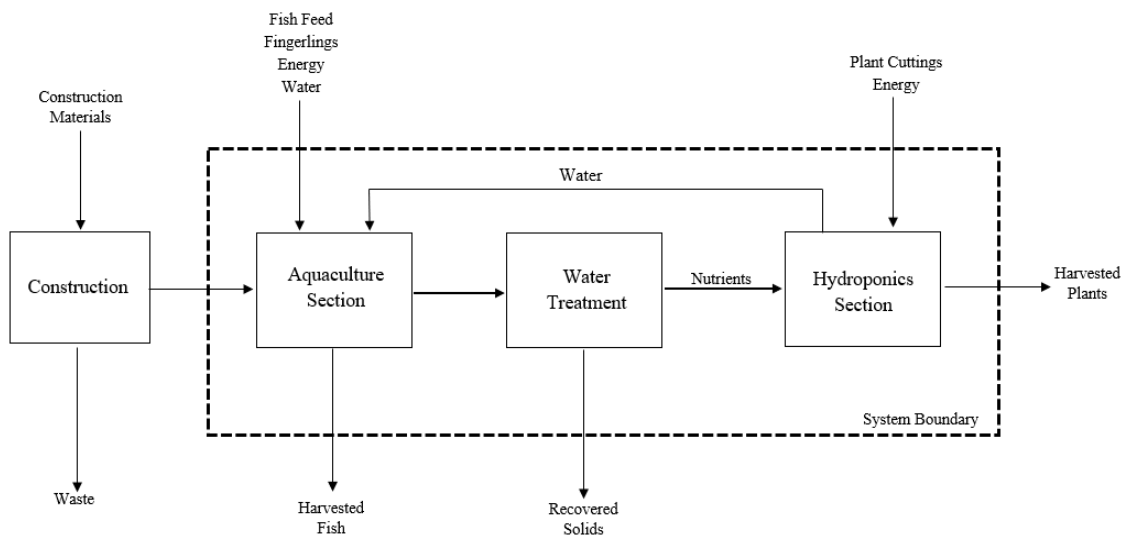 Fish Feed
Fingerlings
Energy
Water
Plant Cuttings
Energy
Construction
Materials
Water
Construction
Aquaculture
Section
Water
Treatment
Nutrients
Hydroponics
Section
Harvested
Plants
System Boundary
Waste
Harvested
Fish
Recovered
Solids